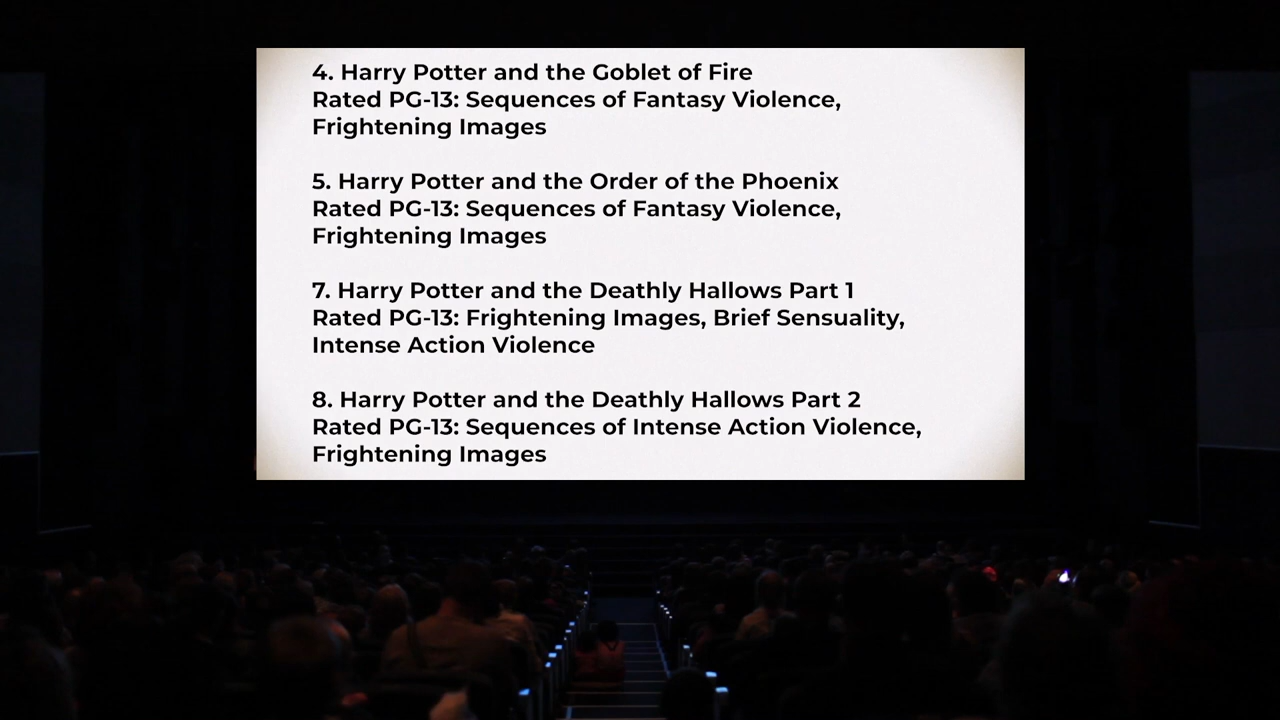 4. Harry Potter and the Goblet of Fire
Rated PG-13: Sequences of Fantasy Violence,
Frightening Images
5. Harry Potter and the Order of the Phoenix
Rated PG-13: Sequences of Fantasy Violence,
Frightening Images
7. Harry Potter and the Deathly Hallows Part 1
Rated PG-13: Frightening Images, Brief Sensuality,
Intense Action Violence
8. Harry Potter and the Deathly Hallows Part 2
Rated PG-13: Sequences of Intense Action Violence,
Frightening Images